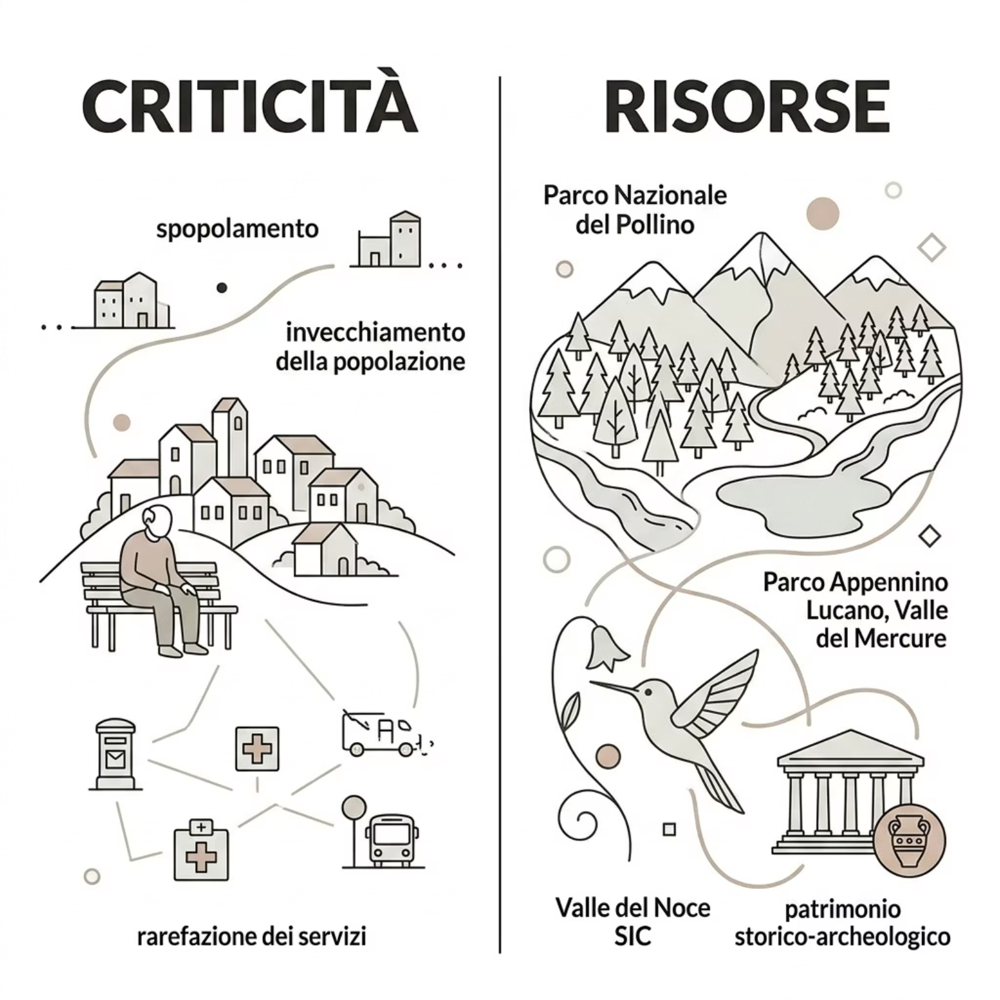 CRITICITÀ
spopolamento
invecchiamento
della popolazione
rarefazione dei servizi
RISORSE
Parco Nazionale
del Pollino
Parco Appennino
Lucano, Valle
del Mercure
Valle del Noce
SIC
patrimonio
storico-archeologico